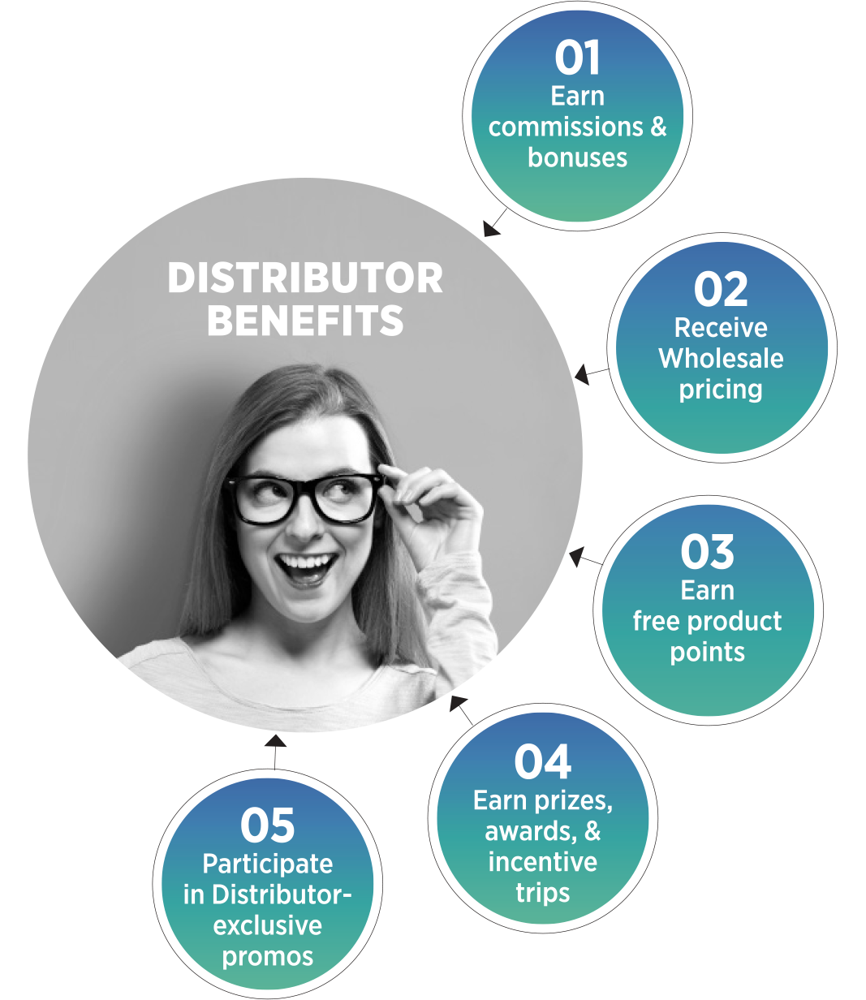 DISTRIBUTOR
BENEFITS
01
Earn
commissions &
bonuses
02
Receive
Wholesale
pricing
03
Earn
free product
points
04
Earn prizes,
awards, &
incentive
trips
05
Participate
in Distributor-
exclusive
promos